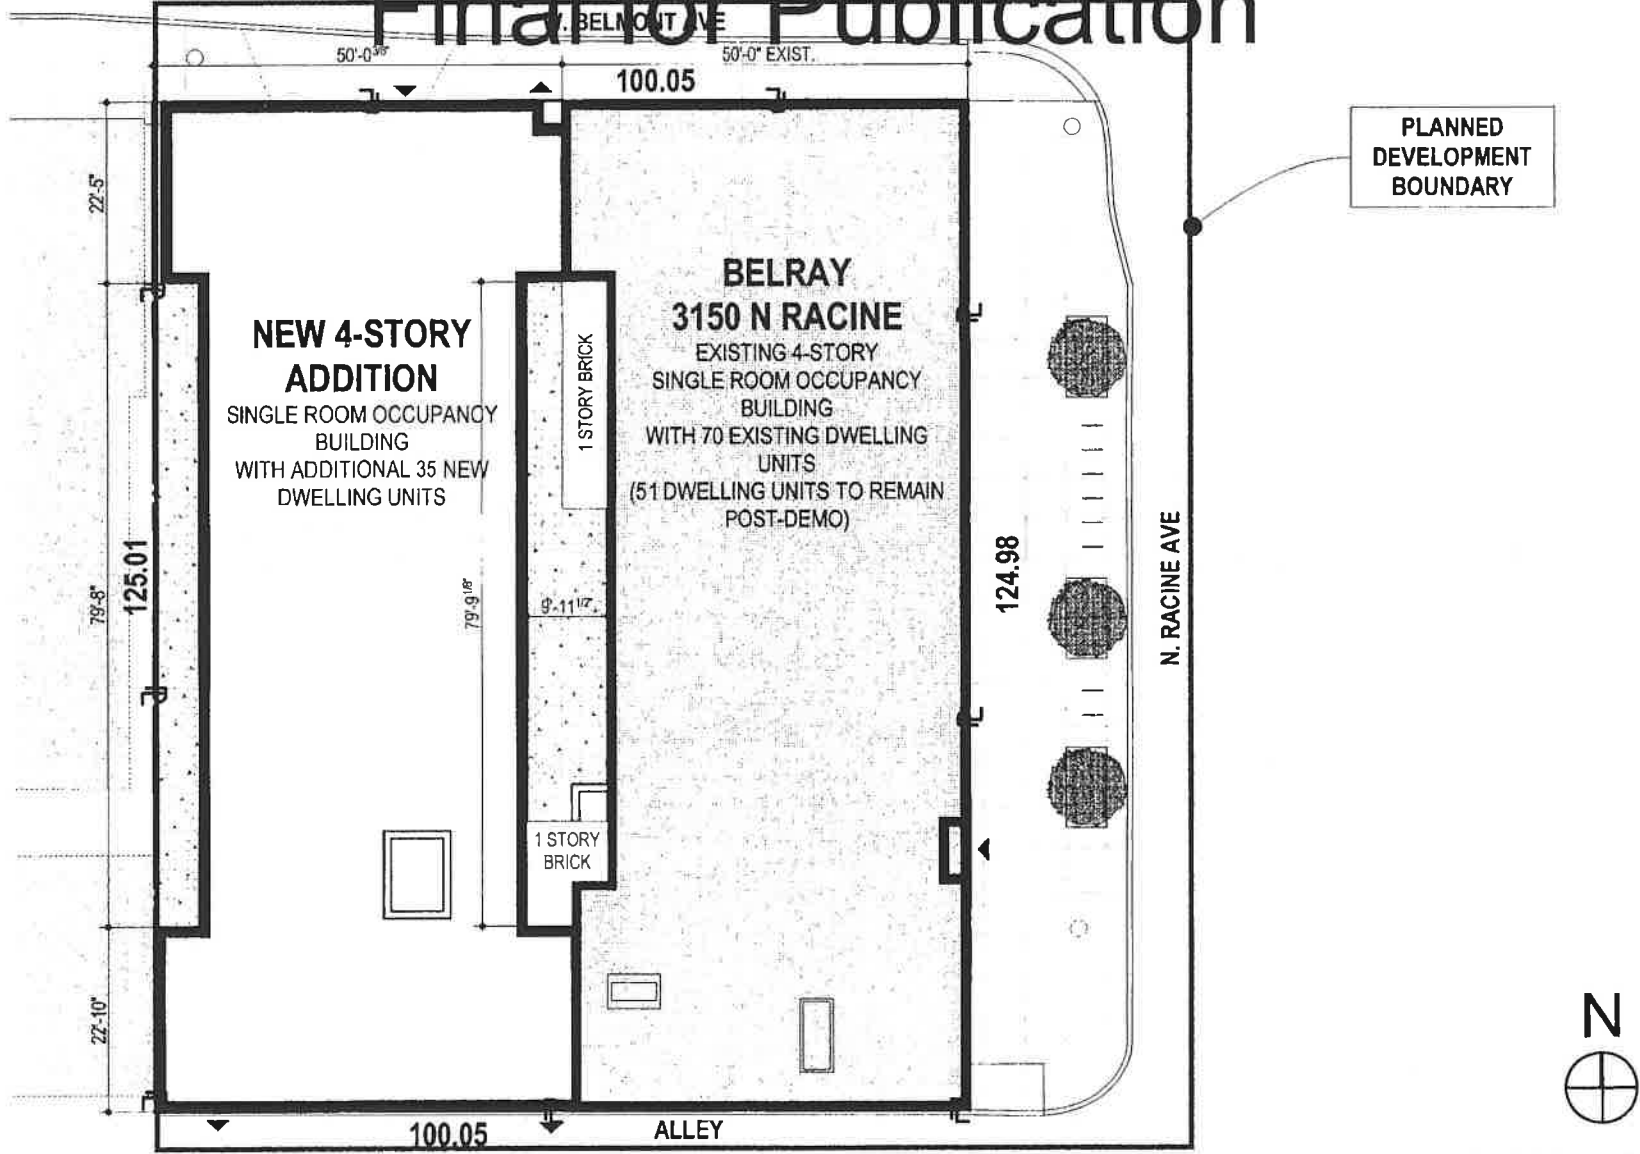 Final for Publication
W. BELMONT AVE
50'-0 3/8"
50'-0" EXIST.
100.05
PLANNED
DEVELOPMENT
BOUNDARY
22'-5"
NEW 4-STORY
ADDITION
SINGLE ROOM OCCUPANCY
BUILDING
WITH ADDITIONAL 35 NEW
DWELLING UNITS
1 STORY BRICK
BELRAY
3150 N RACINE
EXISTING 4-STORY
SINGLE ROOM OCCUPANCY
BUILDING
WITH 70 EXISTING DWELLING
UNITS
(51 DWELLING UNITS TO REMAIN
POST-DEMO)
125.01
79'-8"
79'-9 1/8"
124.98
N. RACINE AVE
1 STORY
BRICK
22'-10"
N
100.05
ALLEY